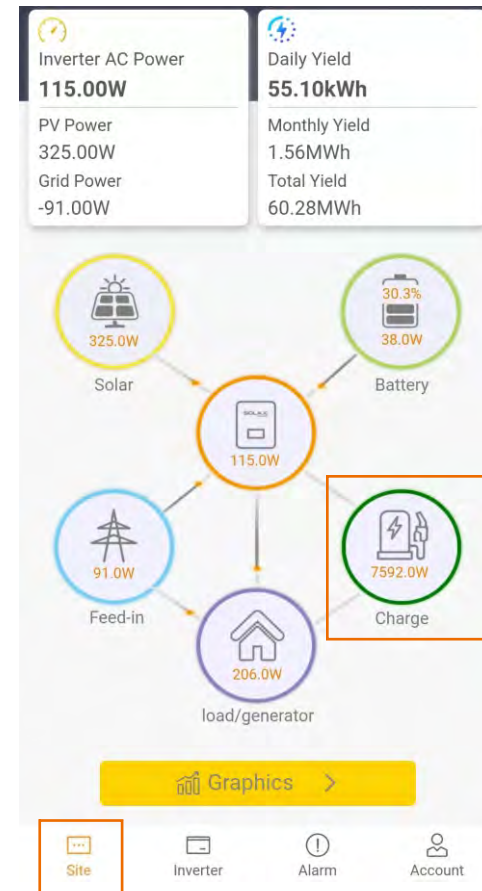 Inverter AC Power
115.00W
PV Power
325.00W
Grid Power
-91.00W
Daily Yield
55.10kWh
Monthly Yield
1.56MWh
Total Yield
60.28MWh
325.0W
Solar
30.3%
38.0W
Battery
SOLAX
115.0W
91.0W
Feed-in
7592.0W
Charge
206.0W
load/generator
Graphics >
Site
Inverter
Alarm
Account